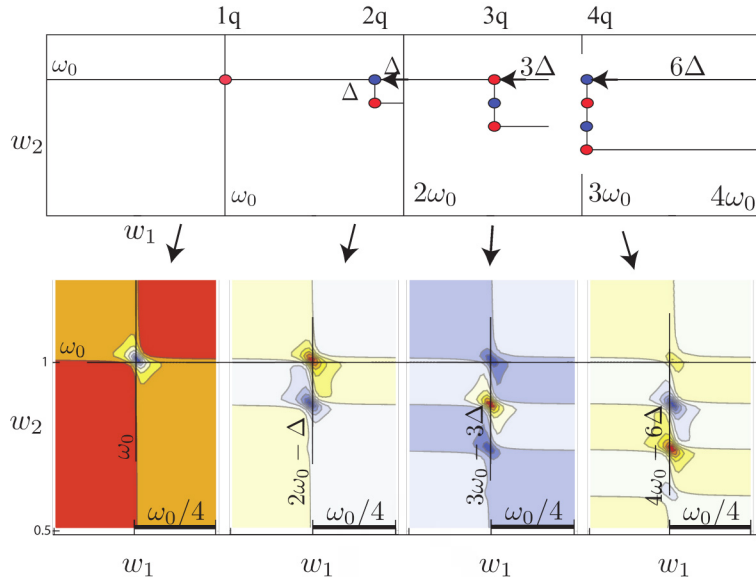 1q 2q 3q 4q
ω₀ Δ 3Δ 6Δ
Δ
w₂
ω₀ 2ω₀ 3ω₀ 4ω₀
w₁
ω₀
1
w₂
ω₀ 2ω₀ − Δ 3ω₀ − 3Δ 4ω₀ − 6Δ
ω₀/4 ω₀/4 ω₀/4 ω₀/4
0.5
w₁ w₁ w₁ w₁